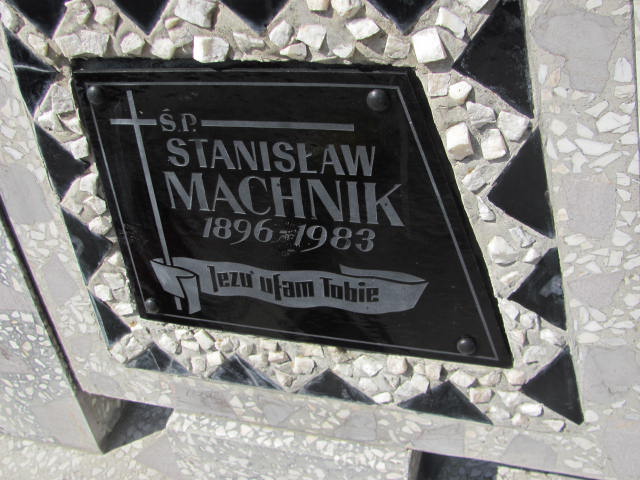 Ś.P.
STANISŁAW
MACHNIK
1896-1983
Jezu ufam Tobie